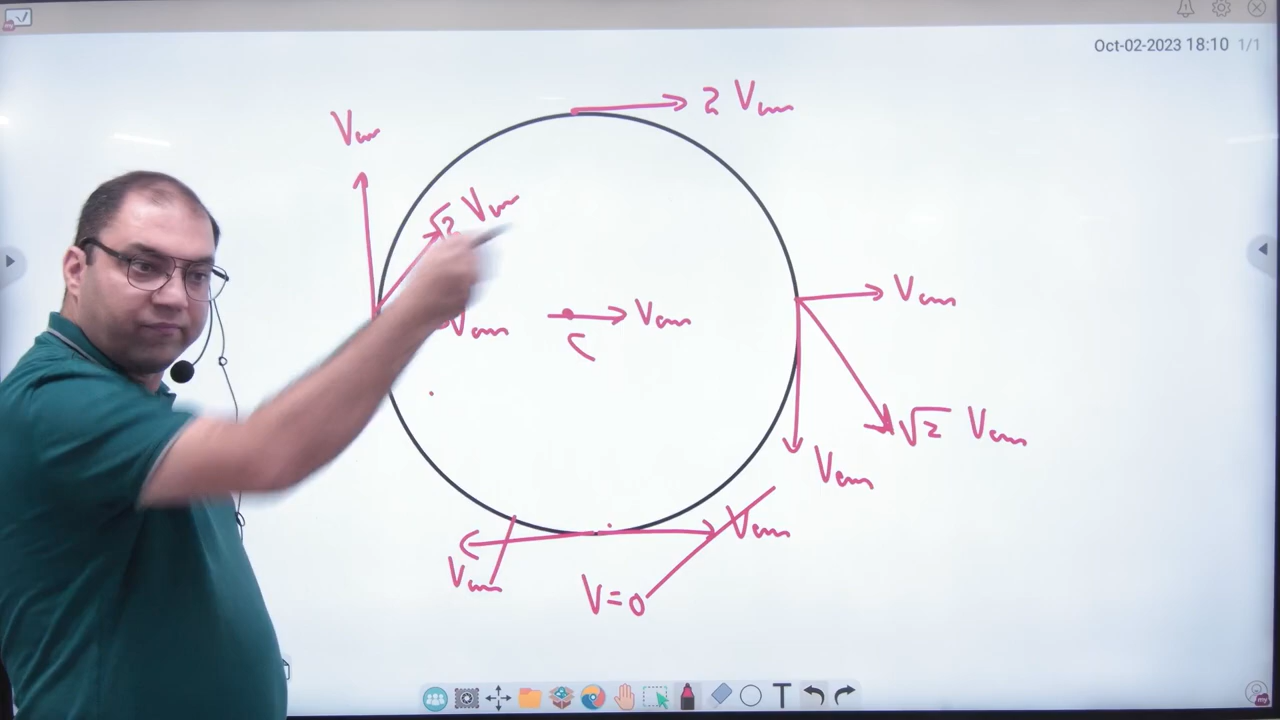 Oct-02-2023 18:10 1/1
2 Vcm
Vcm
√2 Vcm
Vcm
Vcm
Vcm
C
√2 Vcm
Vcm
Vcm
Vcm
V=0
T